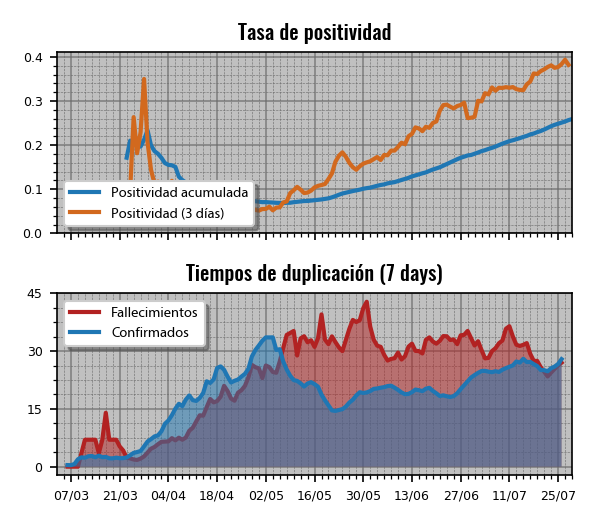 Tasa de positividad
0.4
0.3
0.2
0.1
0.0
Positividad acumulada
Positividad (3 días)
Tiempos de duplicación (7 days)
45
30
15
0
Fallecimientos
Confirmados
07/03 21/03 04/04 18/04 02/05 16/05 30/05 13/06 27/06 11/07 25/07